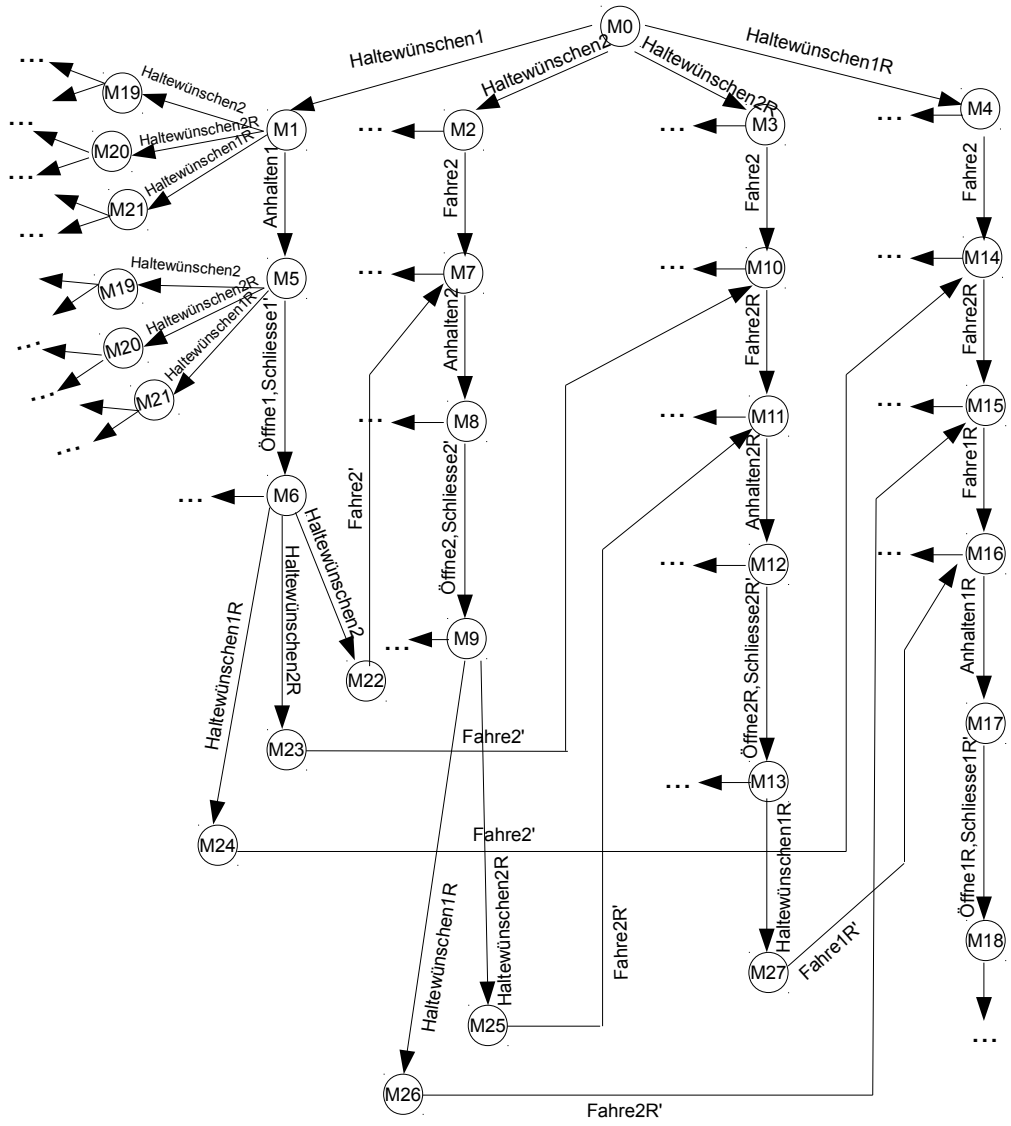 M0
Haltewünschen1
Haltewünschen2
Haltewünschen2R
Haltewünschen1R
...
M19
Haltewünschen2
...
M20
Haltewünschen2R
...
M21
Haltewünschen1R
...
M1
...
M2
...
M3
...
M4
Anhalten1
Fahre2
Fahre2
Fahre2
...
M19
Haltewünschen2
...
M20
Haltewünschen2R
...
M21
Haltewünschen1R
...
M5
...
M7
...
M10
...
M14
Öffne1,Schliesse1'
Anhalten2
Fahre2R
Fahre2R
...
M8
...
M11
...
M15
...
M6
Fahre2'
Öffne2,Schliesse2'
Anhalten2R
Fahre1R
...
M12
...
M16
Haltewünschen1R
Haltewünschen2R
Haltewünschen2
...
M9
M22
Öffne2R,Schliesse2R'
Anhalten1R
M17
M23
Fahre2'
...
M13
Öffne1R,Schliesse1R'
M24
Fahre2'
Haltewünschen1R
Haltewünschen2R
Fahre2R'
Haltewünschen1R
Fahre1R'
M18
...
M27
M25
M26
Fahre2R'